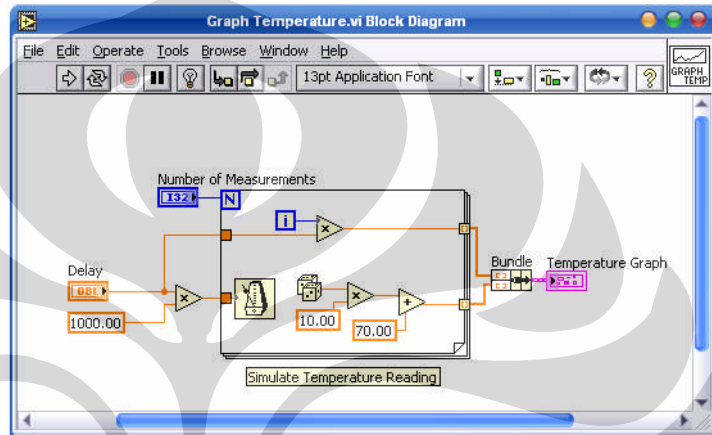 Graph Temperature.vi Block Diagram
File Edit Operate Tools Browse Window Help
13pt Application Font
GRAPH
TEMP
Number of Measurements
I32
N
i
×
Delay
DBL
×
1000.00
×
+
10.00
70.00
Bundle
Temperature Graph
Simulate Temperature Reading